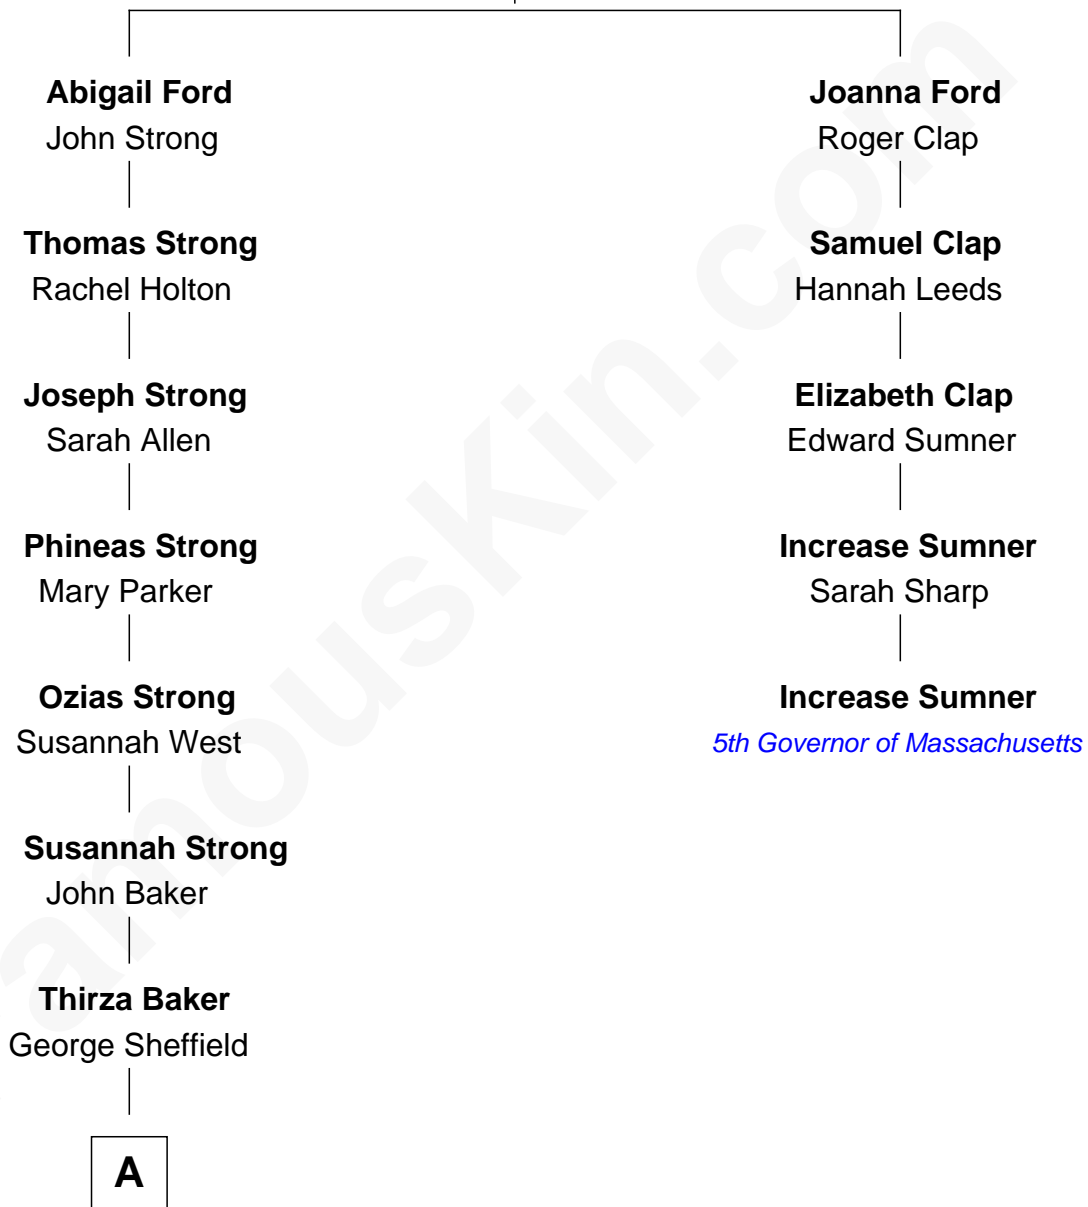 Abigail Ford
John Strong
Thomas Strong
Rachel Holton
Joseph Strong
Sarah Allen
Phineas Strong
Mary Parker
Ozias Strong
Susannah West
Susannah Strong
John Baker
Thirza Baker
George Sheffield
A
Joanna Ford
Roger Clap
Samuel Clap
Hannah Leeds
Elizabeth Clap
Edward Sumner
Increase Sumner
Sarah Sharp
Increase Sumner
5th Governor of Massachusetts
amouskin.com